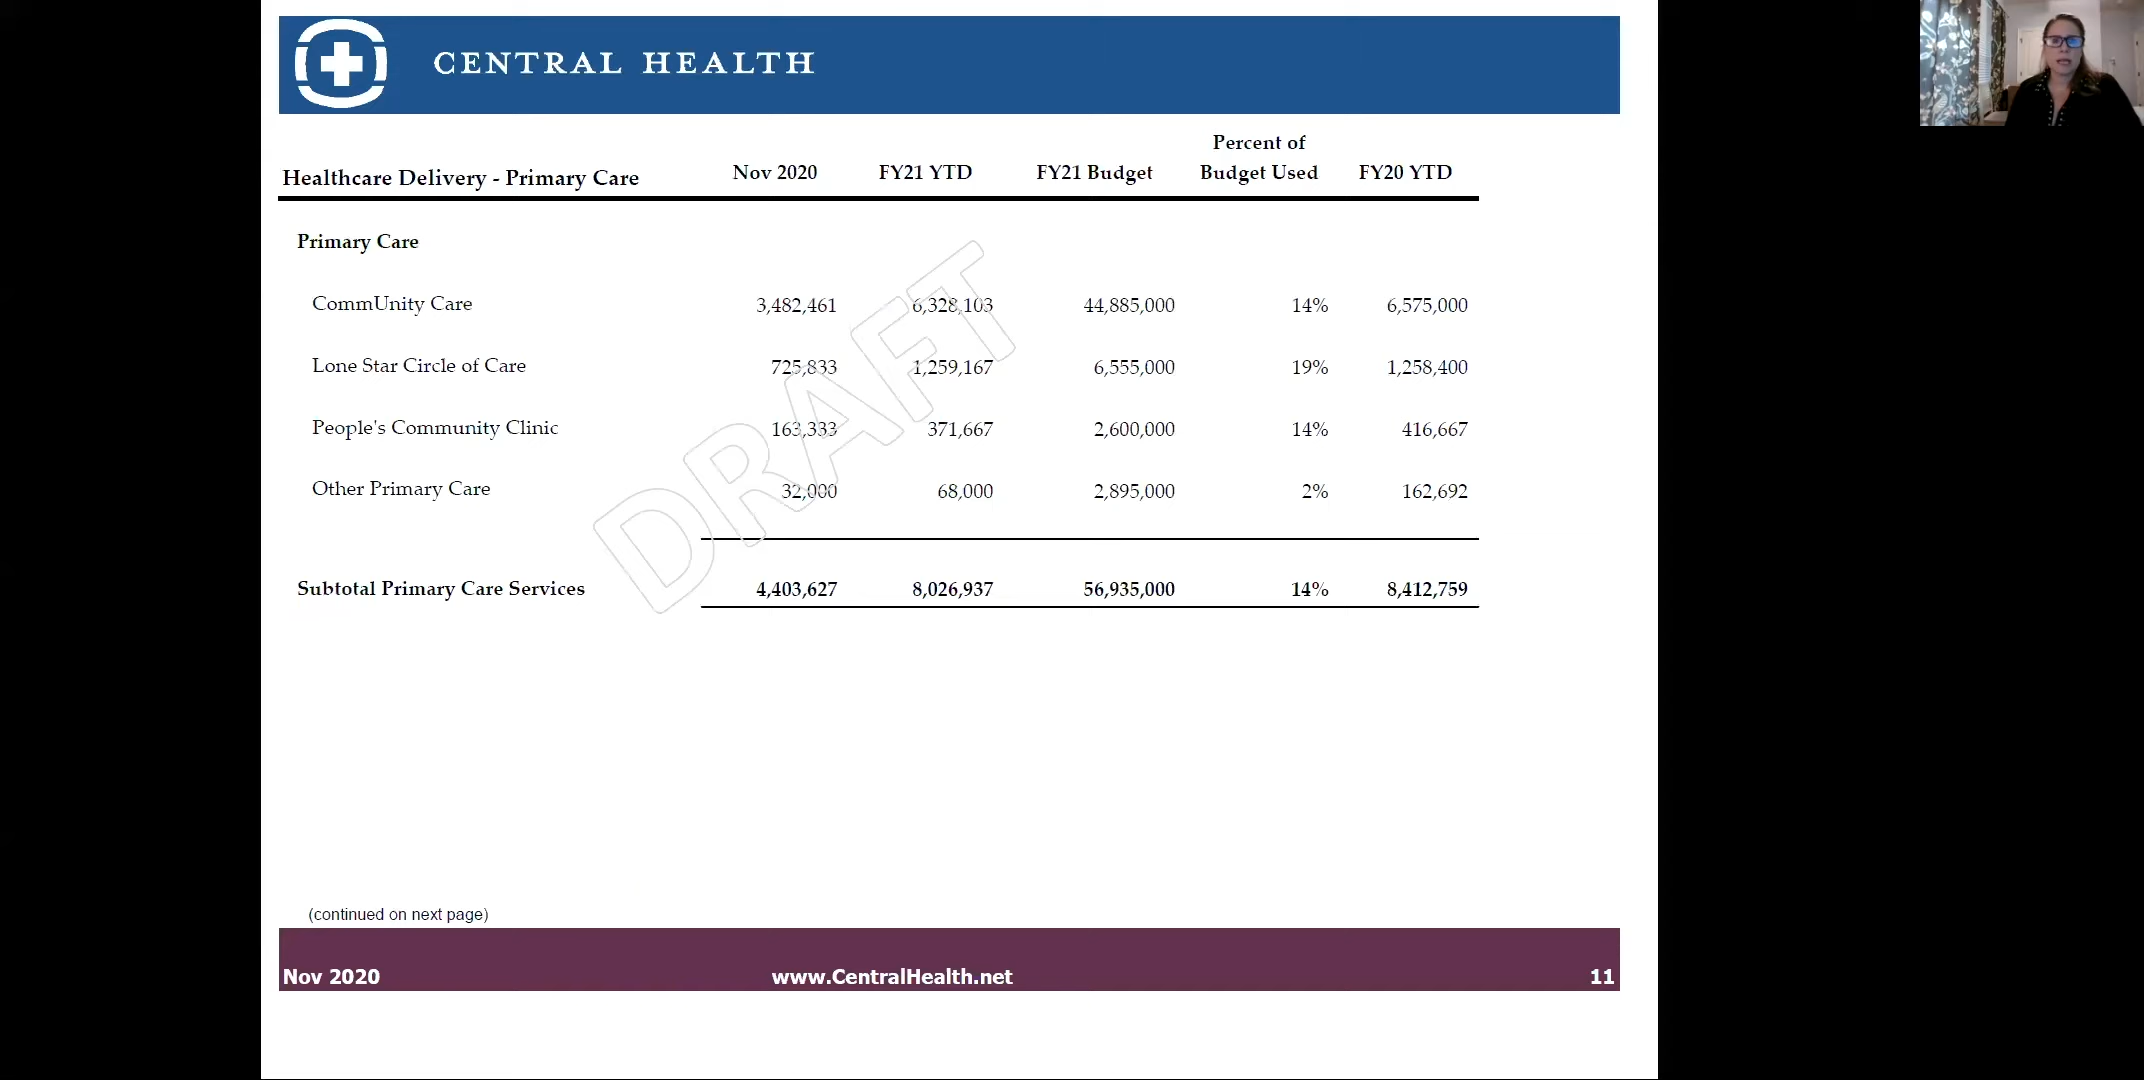 CENTRAL HEALTH
Healthcare Delivery - Primary Care Nov 2020 FY21 YTD FY21 Budget Percent of Budget Used FY20 YTD
Primary Care
CommUnity Care 3,482,461 6,328,103 44,885,000 14% 6,575,000
Lone Star Circle of Care 725,833 1,259,167 6,555,000 19% 1,258,400
People's Community Clinic 163,333 371,667 2,600,000 14% 416,667
Other Primary Care 32,000 68,000 2,895,000 2% 162,692
Subtotal Primary Care Services 4,403,627 8,026,937 56,935,000 14% 8,412,759
DRAFT
(continued on next page)
Nov 2020 www.CentralHealth.net 11